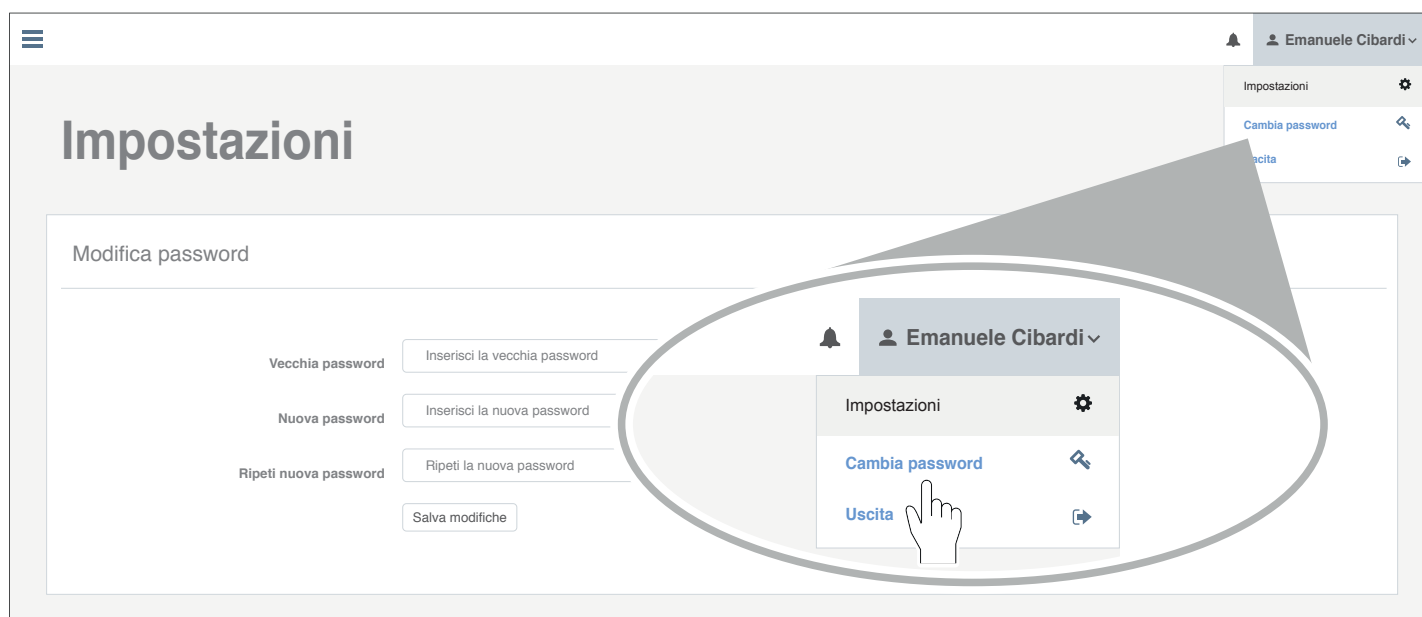 Emanuele Cibardi
Impostazioni
Cambia password
Impostazioni
Modifica password
Vecchia password
Inserisci la vecchia password
Nuova password
Inserisci la nuova password
Ripeti nuova password
Ripeti la nuova password
Salva modifiche
Emanuele Cibardi
Impostazioni
Cambia password
Uscita